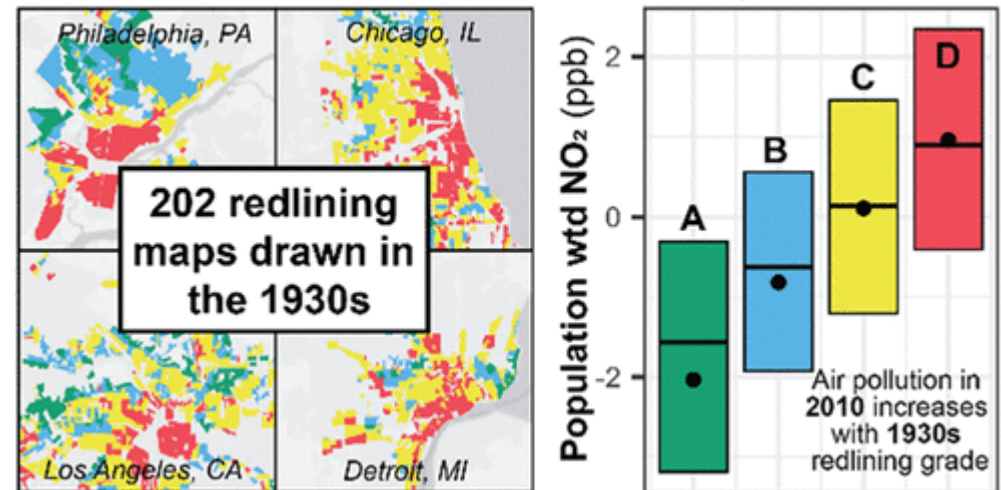 Philadelphia, PA
Chicago, IL
202 redlining
maps drawn in
the 1930s
Los Angeles, CA
Detroit, MI
Population wtd NO₂ (ppb)
2
0
-2
A
B
C
D
Air pollution in
2010 increases
with 1930s
redlining grade